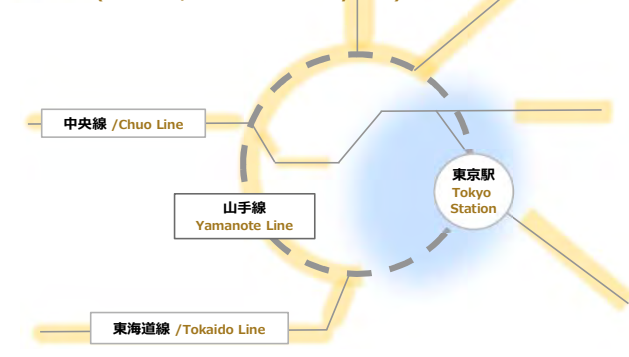 中央線 /Chuo Line
東京駅
Tokyo
Station
山手線
Yamanote Line
東海道線 /Tokaido Line